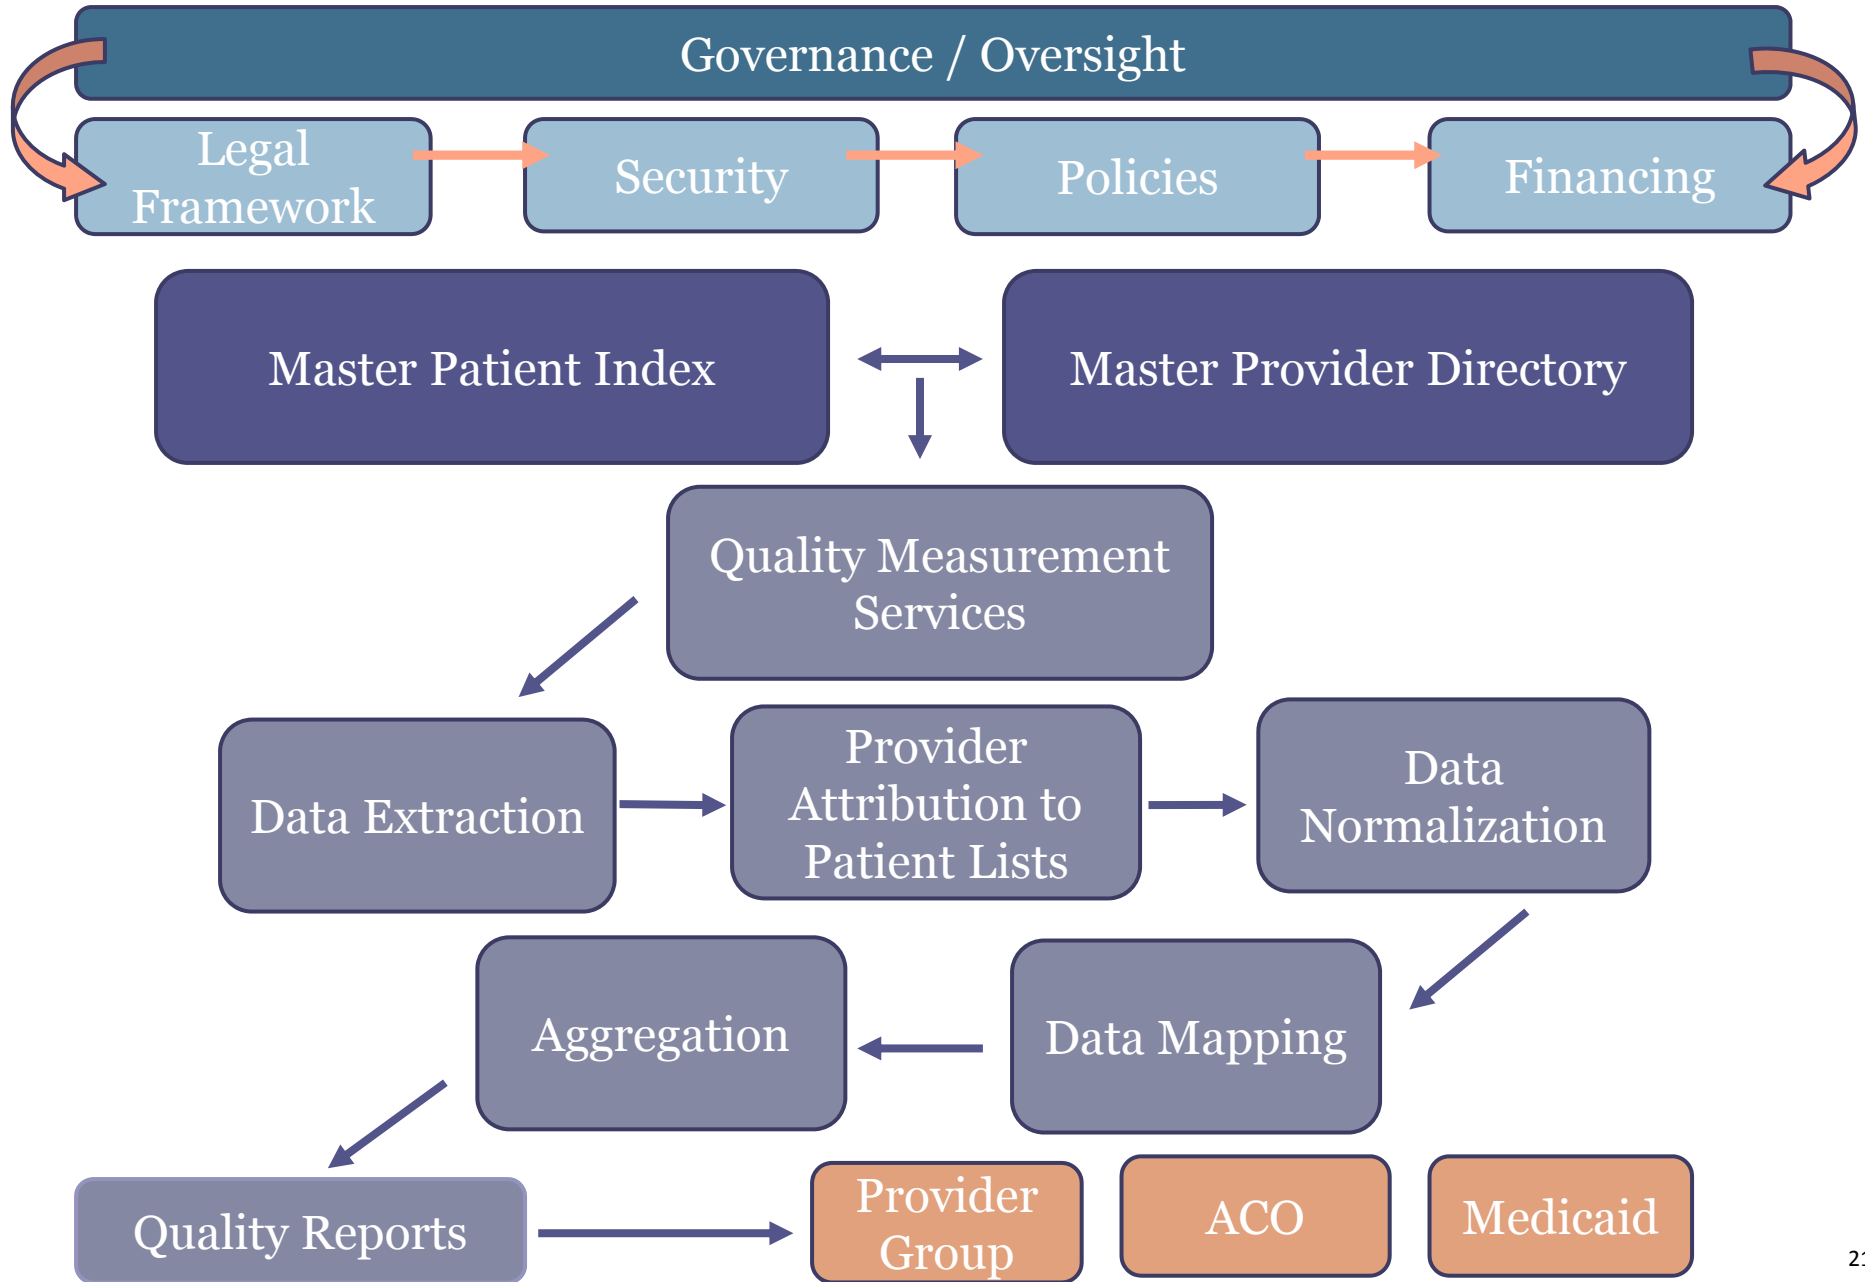 Governance / Oversight
Legal
Framework
Security
Policies
Financing
Master Patient Index
Master Provider Directory
Quality Measurement
Services
Data Extraction
Provider
Attribution to
Patient Lists
Data
Normalization
Aggregation
Data Mapping
Quality Reports
Provider
Group
ACO
Medicaid
21